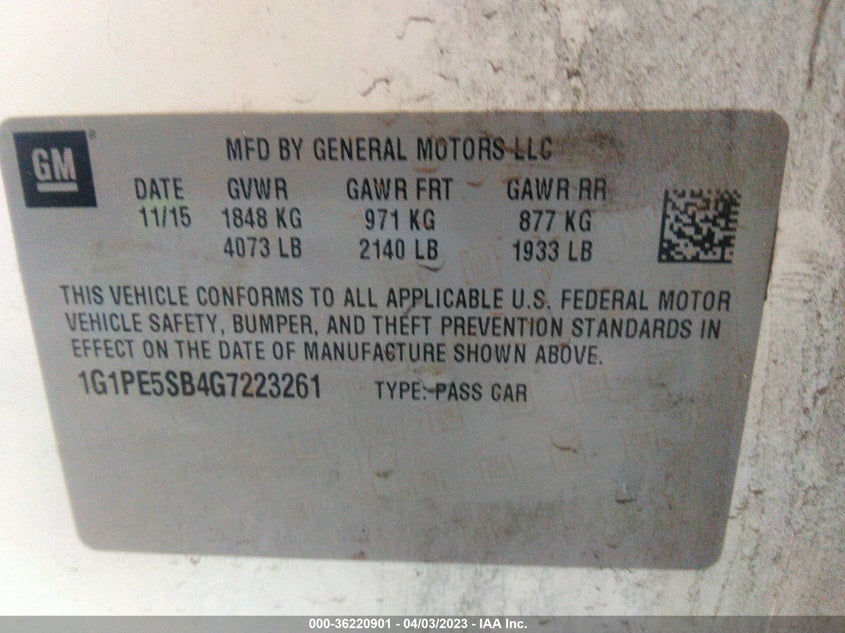 GM ®
MFD BY GENERAL MOTORS LLC
DATE GVWR GAWR FRT GAWR RR
11/15 1848 KG 971 KG 877 KG
4073 LB 2140 LB 1933 LB
THIS VEHICLE CONFORMS TO ALL APPLICABLE U.S. FEDERAL MOTOR
VEHICLE SAFETY, BUMPER, AND THEFT PREVENTION STANDARDS IN
EFFECT ON THE DATE OF MANUFACTURE SHOWN ABOVE.
1G1PE5SB4G7223261 TYPE: PASS CAR
000-36220901 - 04/03/2023 - IAA Inc.